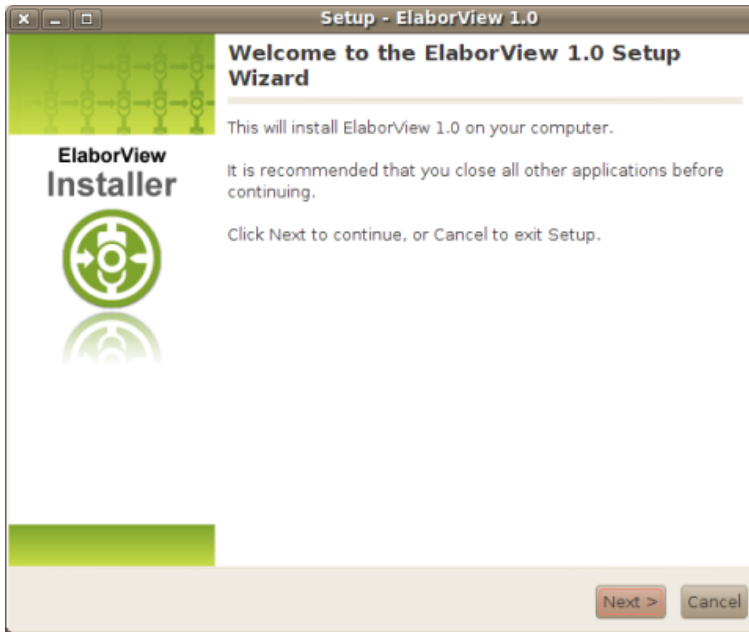 Setup - ElaborView 1.0
Welcome to the ElaborView 1.0 Setup
Wizard
This will install ElaborView 1.0 on your computer.
ElaborView
Installer
It is recommended that you close all other applications before
continuing.
Click Next to continue, or Cancel to exit Setup.
Next >
Cancel